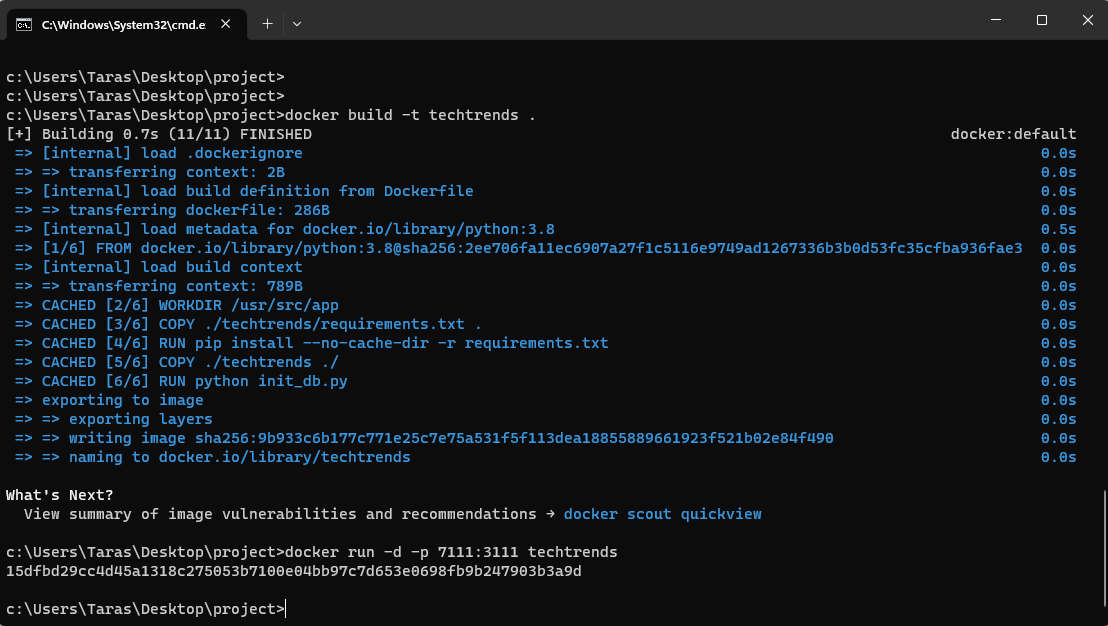 C:\Windows\System32\cmd.e
c:\Users\Taras\Desktop\project>
c:\Users\Taras\Desktop\project>
c:\Users\Taras\Desktop\project>docker build -t techtrends .
[+] Building 0.7s (11/11) FINISHED docker:default
=> [internal] load .dockerignore 0.0s
=> => transferring context: 2B 0.0s
=> [internal] load build definition from Dockerfile 0.0s
=> => transferring dockerfile: 286B 0.0s
=> [internal] load metadata for docker.io/library/python:3.8 0.5s
=> [1/6] FROM docker.io/library/python:3.8@sha256:2ee706fa11ec6907a27f1c5116e9749ad1267336b3b0d53fc35cfba936fae3 0.0s
=> [internal] load build context 0.0s
=> => transferring context: 789B 0.0s
=> CACHED [2/6] WORKDIR /usr/src/app 0.0s
=> CACHED [3/6] COPY ./techtrends/requirements.txt . 0.0s
=> CACHED [4/6] RUN pip install --no-cache-dir -r requirements.txt 0.0s
=> CACHED [5/6] COPY ./techtrends ./ 0.0s
=> CACHED [6/6] RUN python init_db.py 0.0s
=> exporting to image 0.0s
=> => exporting layers 0.0s
=> => writing image sha256:9b933c6b177c771e25c7e75a531f5f113dea18855889661923f521b02e84f490 0.0s
=> => naming to docker.io/library/techtrends 0.0s
What's Next?
View summary of image vulnerabilities and recommendations → docker scout quickview
c:\Users\Taras\Desktop\project>docker run -d -p 7111:3111 techtrends
15dfbd29cc4d45a1318c275053b7100e04bb97c7d653e0698fb9b247903b3a9d
c:\Users\Taras\Desktop\project>